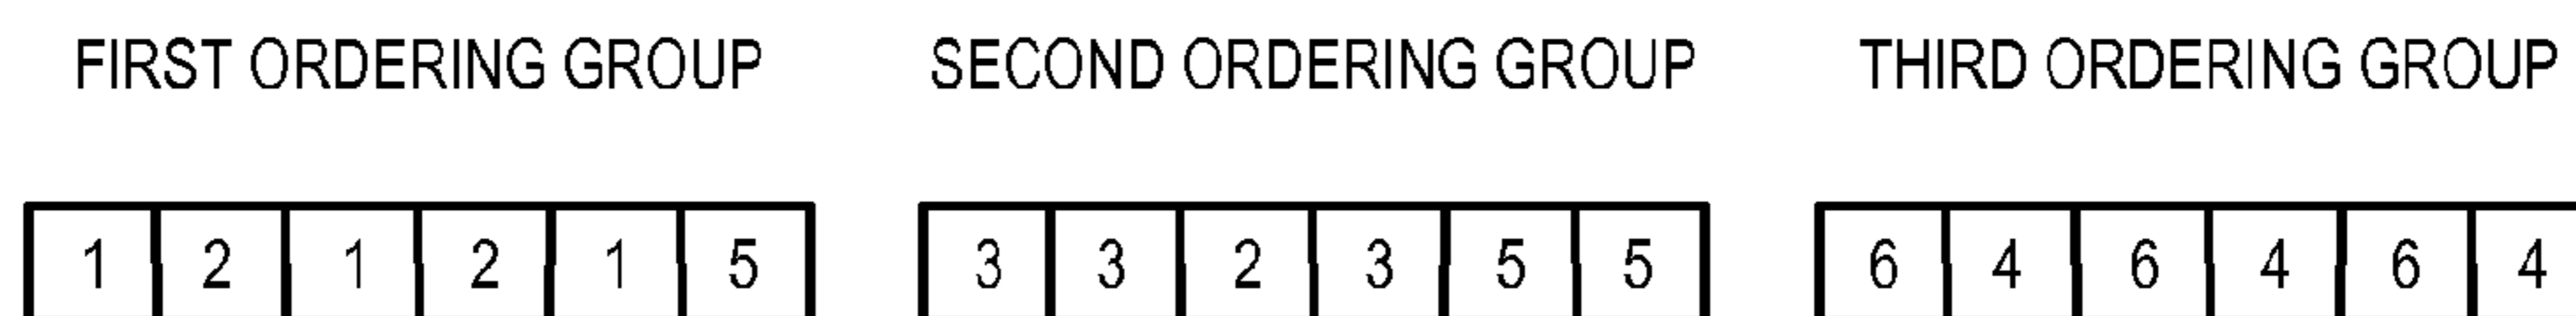 FIRST ORDERING GROUP SECOND ORDERING GROUP THIRD ORDERING GROUP
1 2 1 2 1 5 3 3 2 3 5 5 6 4 6 4 6 4